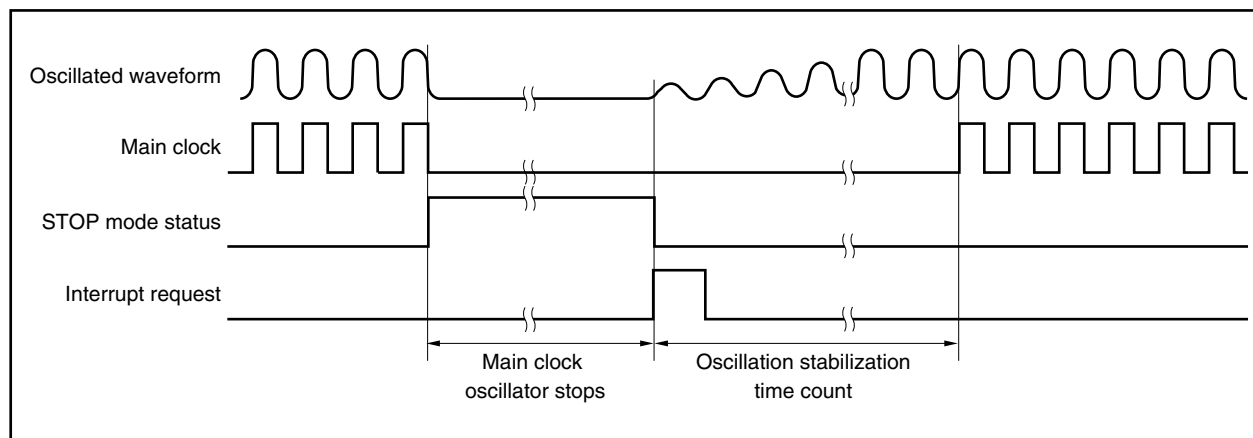 Oscillated waveform
Main clock
STOP mode status
Interrupt request
Main clock
oscillator stops
Oscillation stabilization
time count